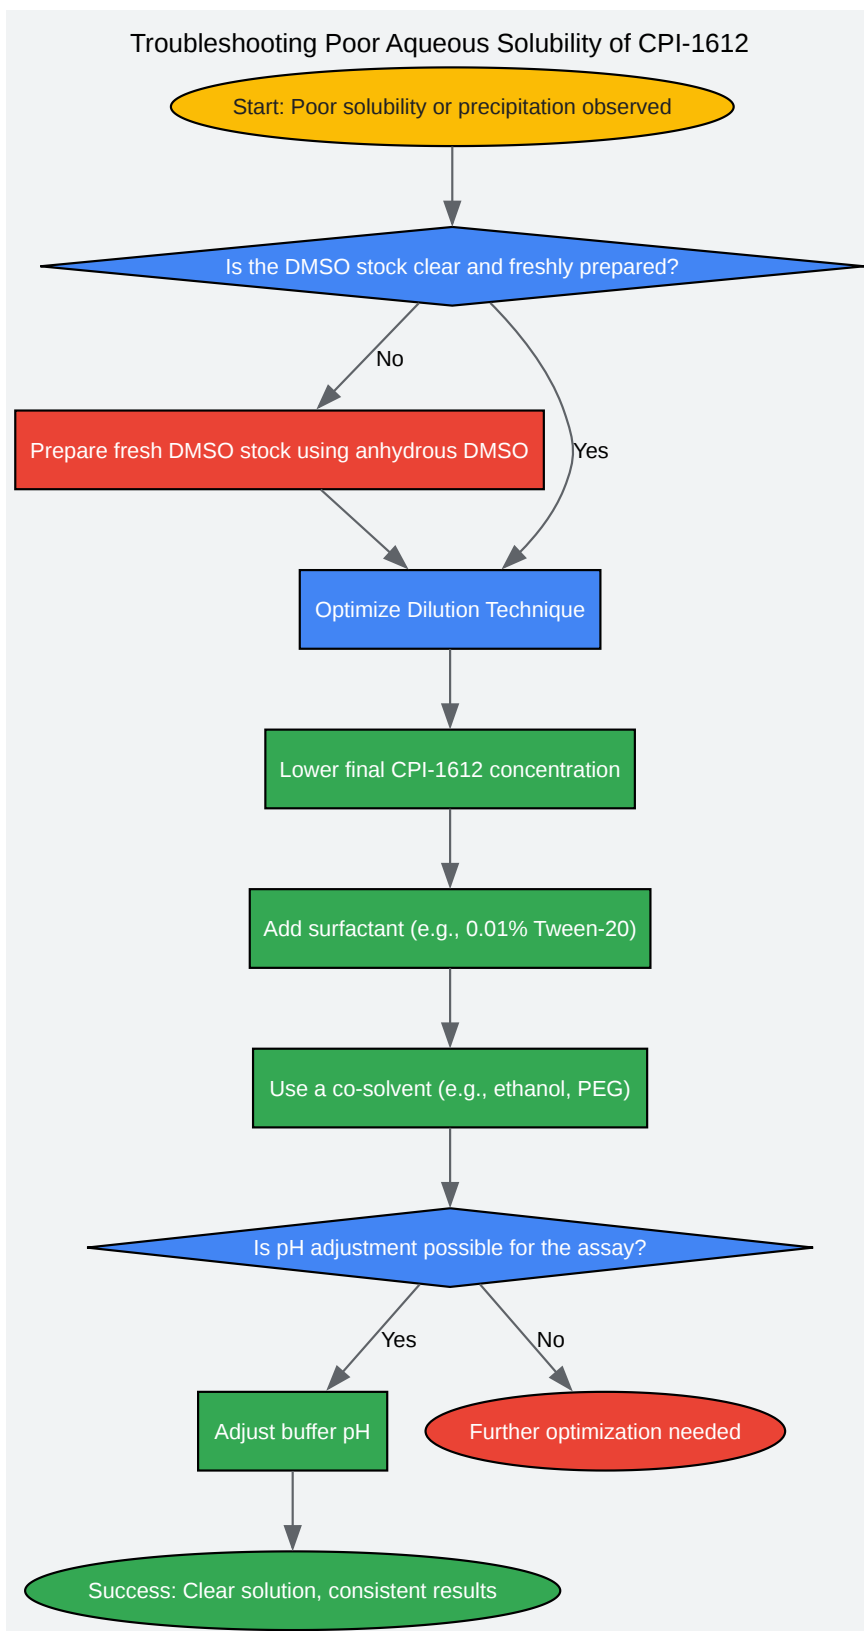 Troubleshooting Poor Aqueous Solubility of CPI-1612
Start: Poor solubility or precipitation observed
Is the DMSO stock clear and freshly prepared?
No
Prepare fresh DMSO stock using anhydrous DMSO
Yes
Optimize Dilution Technique
Lower final CPI-1612 concentration
Add surfactant (e.g., 0.01% Tween-20)
Use a co-solvent (e.g., ethanol, PEG)
Is pH adjustment possible for the assay?
Yes
No
Adjust buffer pH
Further optimization needed
Success: Clear solution, consistent results